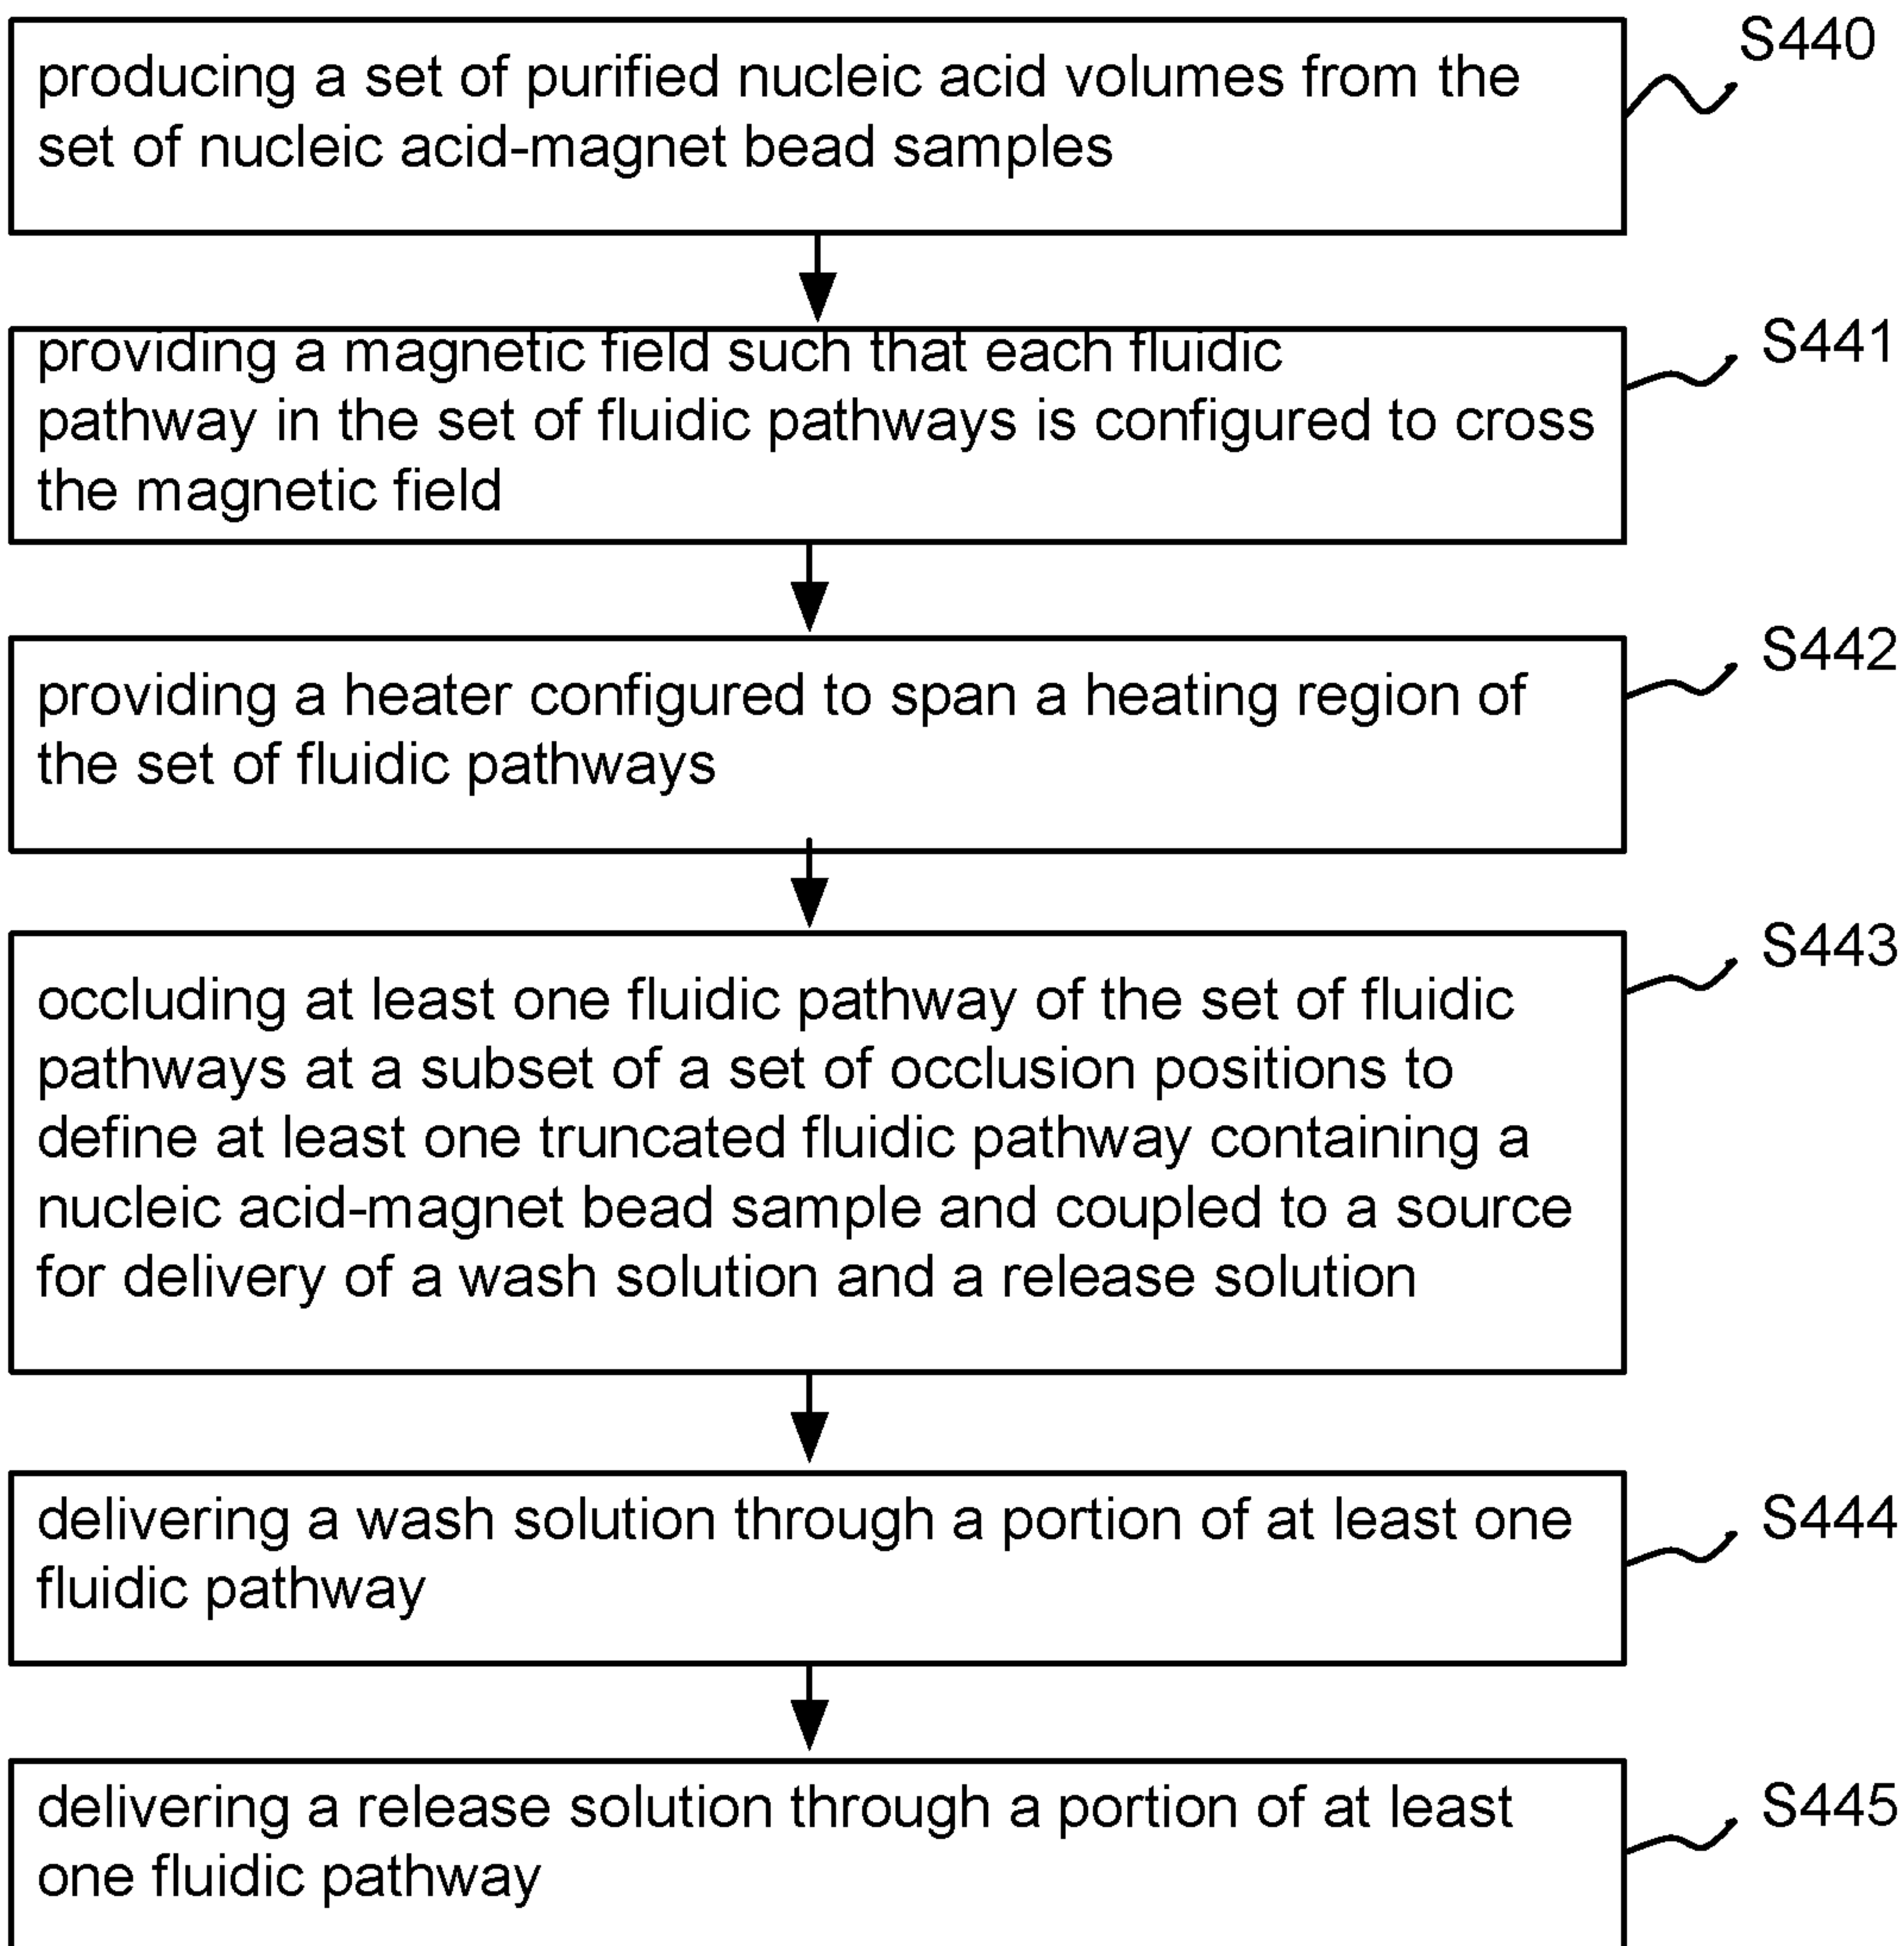 S440
producing a set of purified nucleic acid volumes from the
set of nucleic acid-magnet bead samples
S441
providing a magnetic field such that each fluidic
pathway in the set of fluidic pathways is configured to cross
the magnetic field
S442
providing a heater configured to span a heating region of
the set of fluidic pathways
S443
occluding at least one fluidic pathway of the set of fluidic
pathways at a subset of a set of occlusion positions to
define at least one truncated fluidic pathway containing a
nucleic acid-magnet bead sample and coupled to a source
for delivery of a wash solution and a release solution
S444
delivering a wash solution through a portion of at least one
fluidic pathway
S445
delivering a release solution through a portion of at least
one fluidic pathway